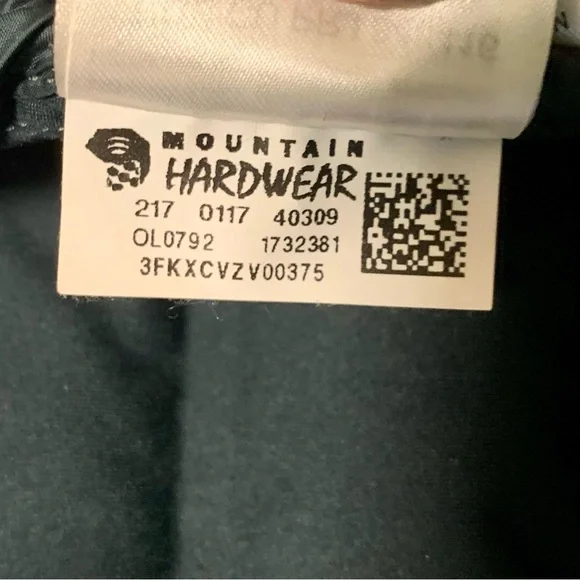 MOUNTAIN
HARDWEAR
217 0117 40309
OL0792 1732381
3FKXCVZV00375